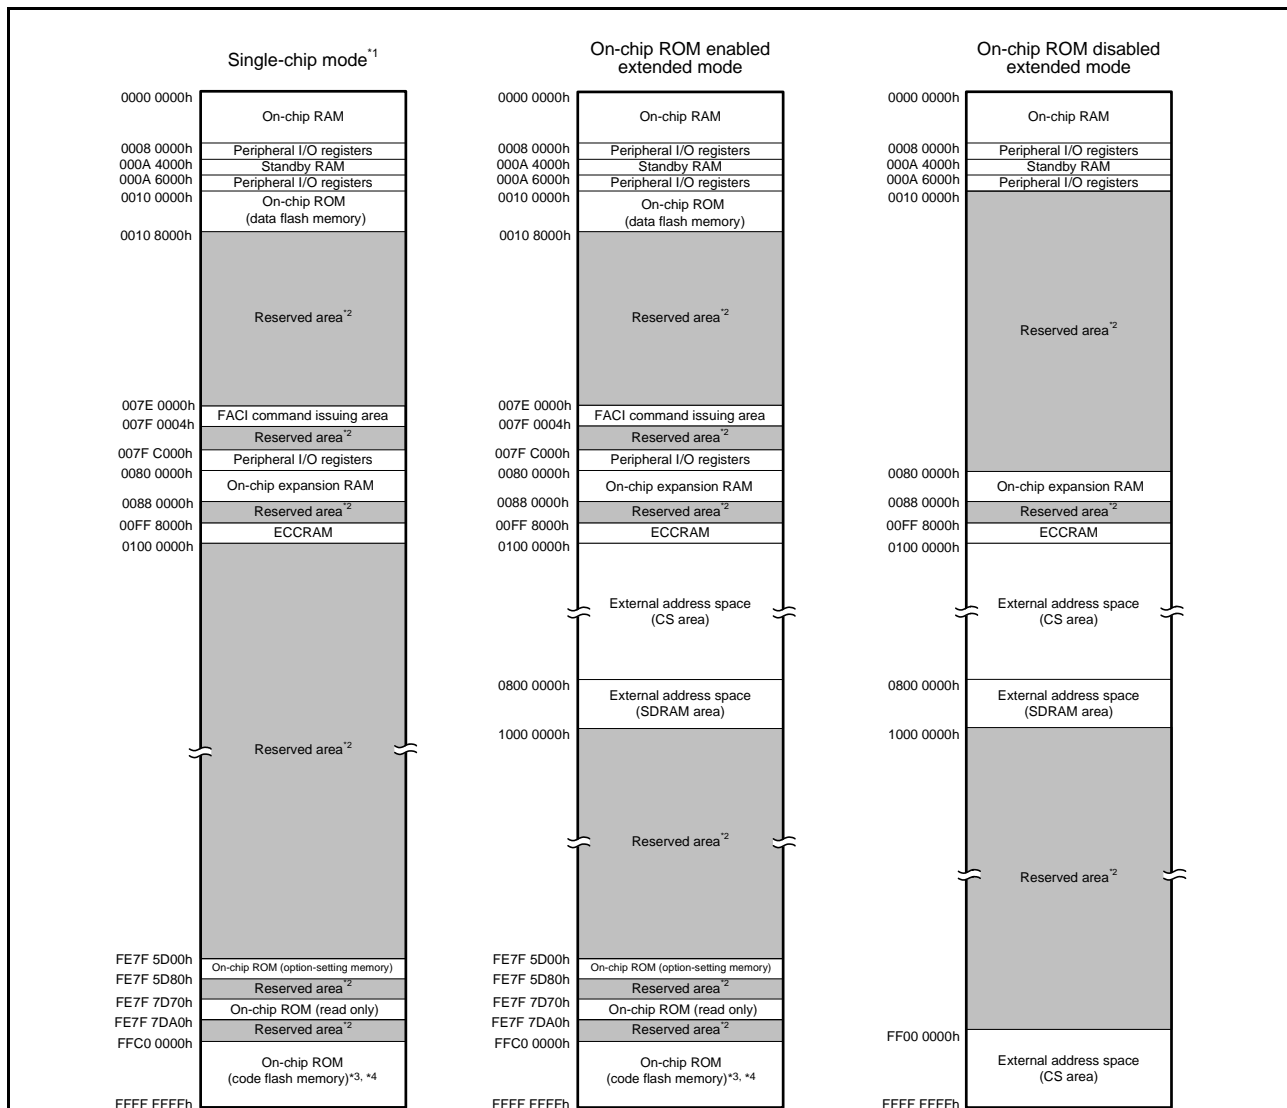 Single-chip mode*1
0000 0000h
On-chip RAM
0008 0000h
Peripheral I/O registers
000A 4000h
Standby RAM
000A 6000h
Peripheral I/O registers
0010 0000h
On-chip ROM
(data flash memory)
0010 8000h
Reserved area*2
007E 0000h
FACI command issuing area
007F 0004h
Reserved area*2
007F C000h
Peripheral I/O registers
0080 0000h
On-chip expansion RAM
0088 0000h
Reserved area*2
00FF 8000h
ECCRAM
0100 0000h
Reserved area*2
FE7F 5D00h
On-chip ROM (option-setting memory)
FE7F 5D80h
Reserved area*2
FE7F 7D70h
On-chip ROM (read only)
FE7F 7DA0h
Reserved area*2
FFC0 0000h
On-chip ROM
(code flash memory)*3, *4
FFFF FFFFh
On-chip ROM enabled
extended mode
0000 0000h
On-chip RAM
0008 0000h
Peripheral I/O registers
000A 4000h
Standby RAM
000A 6000h
Peripheral I/O registers
0010 0000h
On-chip ROM
(data flash memory)
0010 8000h
Reserved area*2
007E 0000h
FACI command issuing area
007F 0004h
Reserved area*2
007F C000h
Peripheral I/O registers
0080 0000h
On-chip expansion RAM
0088 0000h
Reserved area*2
00FF 8000h
ECCRAM
0100 0000h
External address space
(CS area)
0800 0000h
External address space
(SDRAM area)
1000 0000h
Reserved area*2
FE7F 5D00h
On-chip ROM (option-setting memory)
FE7F 5D80h
Reserved area*2
FE7F 7D70h
On-chip ROM (read only)
FE7F 7DA0h
Reserved area*2
FFC0 0000h
On-chip ROM
(code flash memory)*3, *4
FFFF FFFFh
On-chip ROM disabled
extended mode
0000 0000h
On-chip RAM
0008 0000h
Peripheral I/O registers
000A 4000h
Standby RAM
000A 6000h
Peripheral I/O registers
0010 0000h
Reserved area*2
0080 0000h
On-chip expansion RAM
0088 0000h
Reserved area*2
00FF 8000h
ECCRAM
0100 0000h
External address space
(CS area)
0800 0000h
External address space
(SDRAM area)
1000 0000h
Reserved area*2
FF00 0000h
External address space
(CS area)
FFFF FFFFh